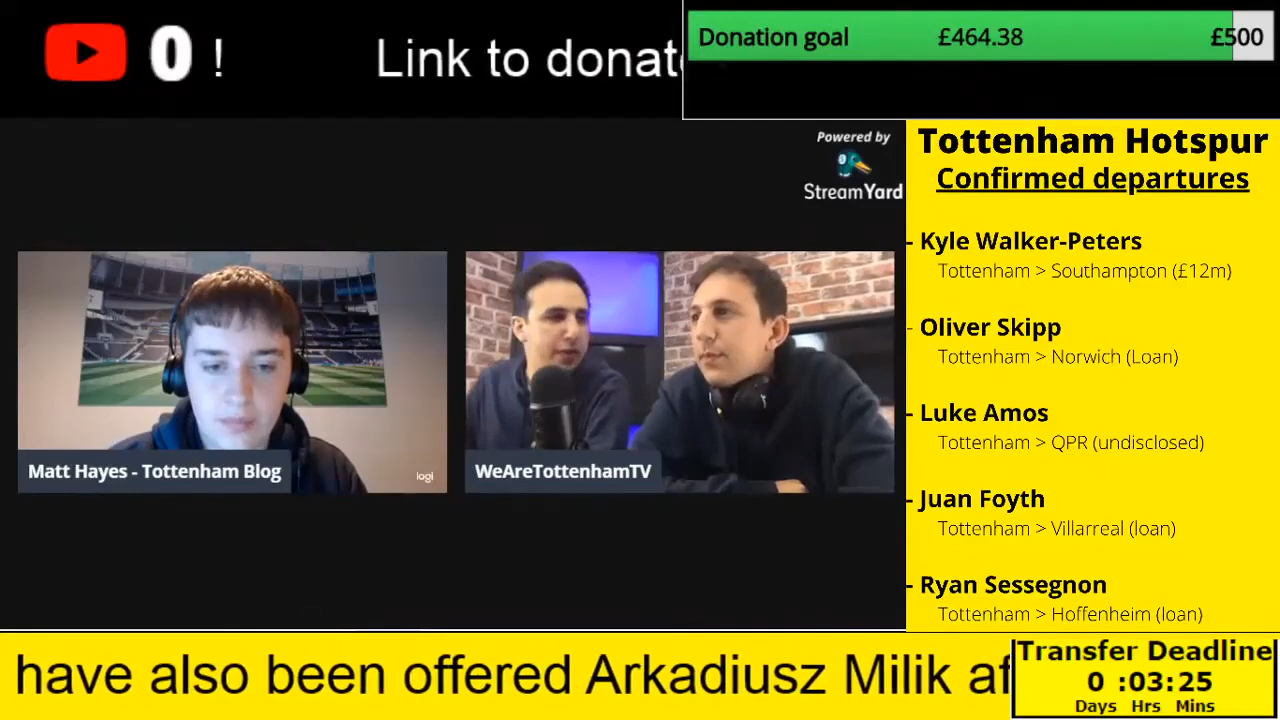 0 !
Link to donat
Donation goal £464.38 £500
Powered by
StreamYard
Tottenham Hotspur
Confirmed departures
- Kyle Walker-Peters
Tottenham > Southampton (£12m)
- Oliver Skipp
Tottenham > Norwich (Loan)
- Luke Amos
Tottenham > QPR (undisclosed)
- Juan Foyth
Tottenham > Villarreal (loan)
- Ryan Sessegnon
Tottenham > Hoffenheim (loan)
Matt Hayes - Tottenham Blog
logi
WeAreTottenhamTV
have also been offered Arkadiusz Milik af
Transfer Deadline
0 :03:25
Days Hrs Mins